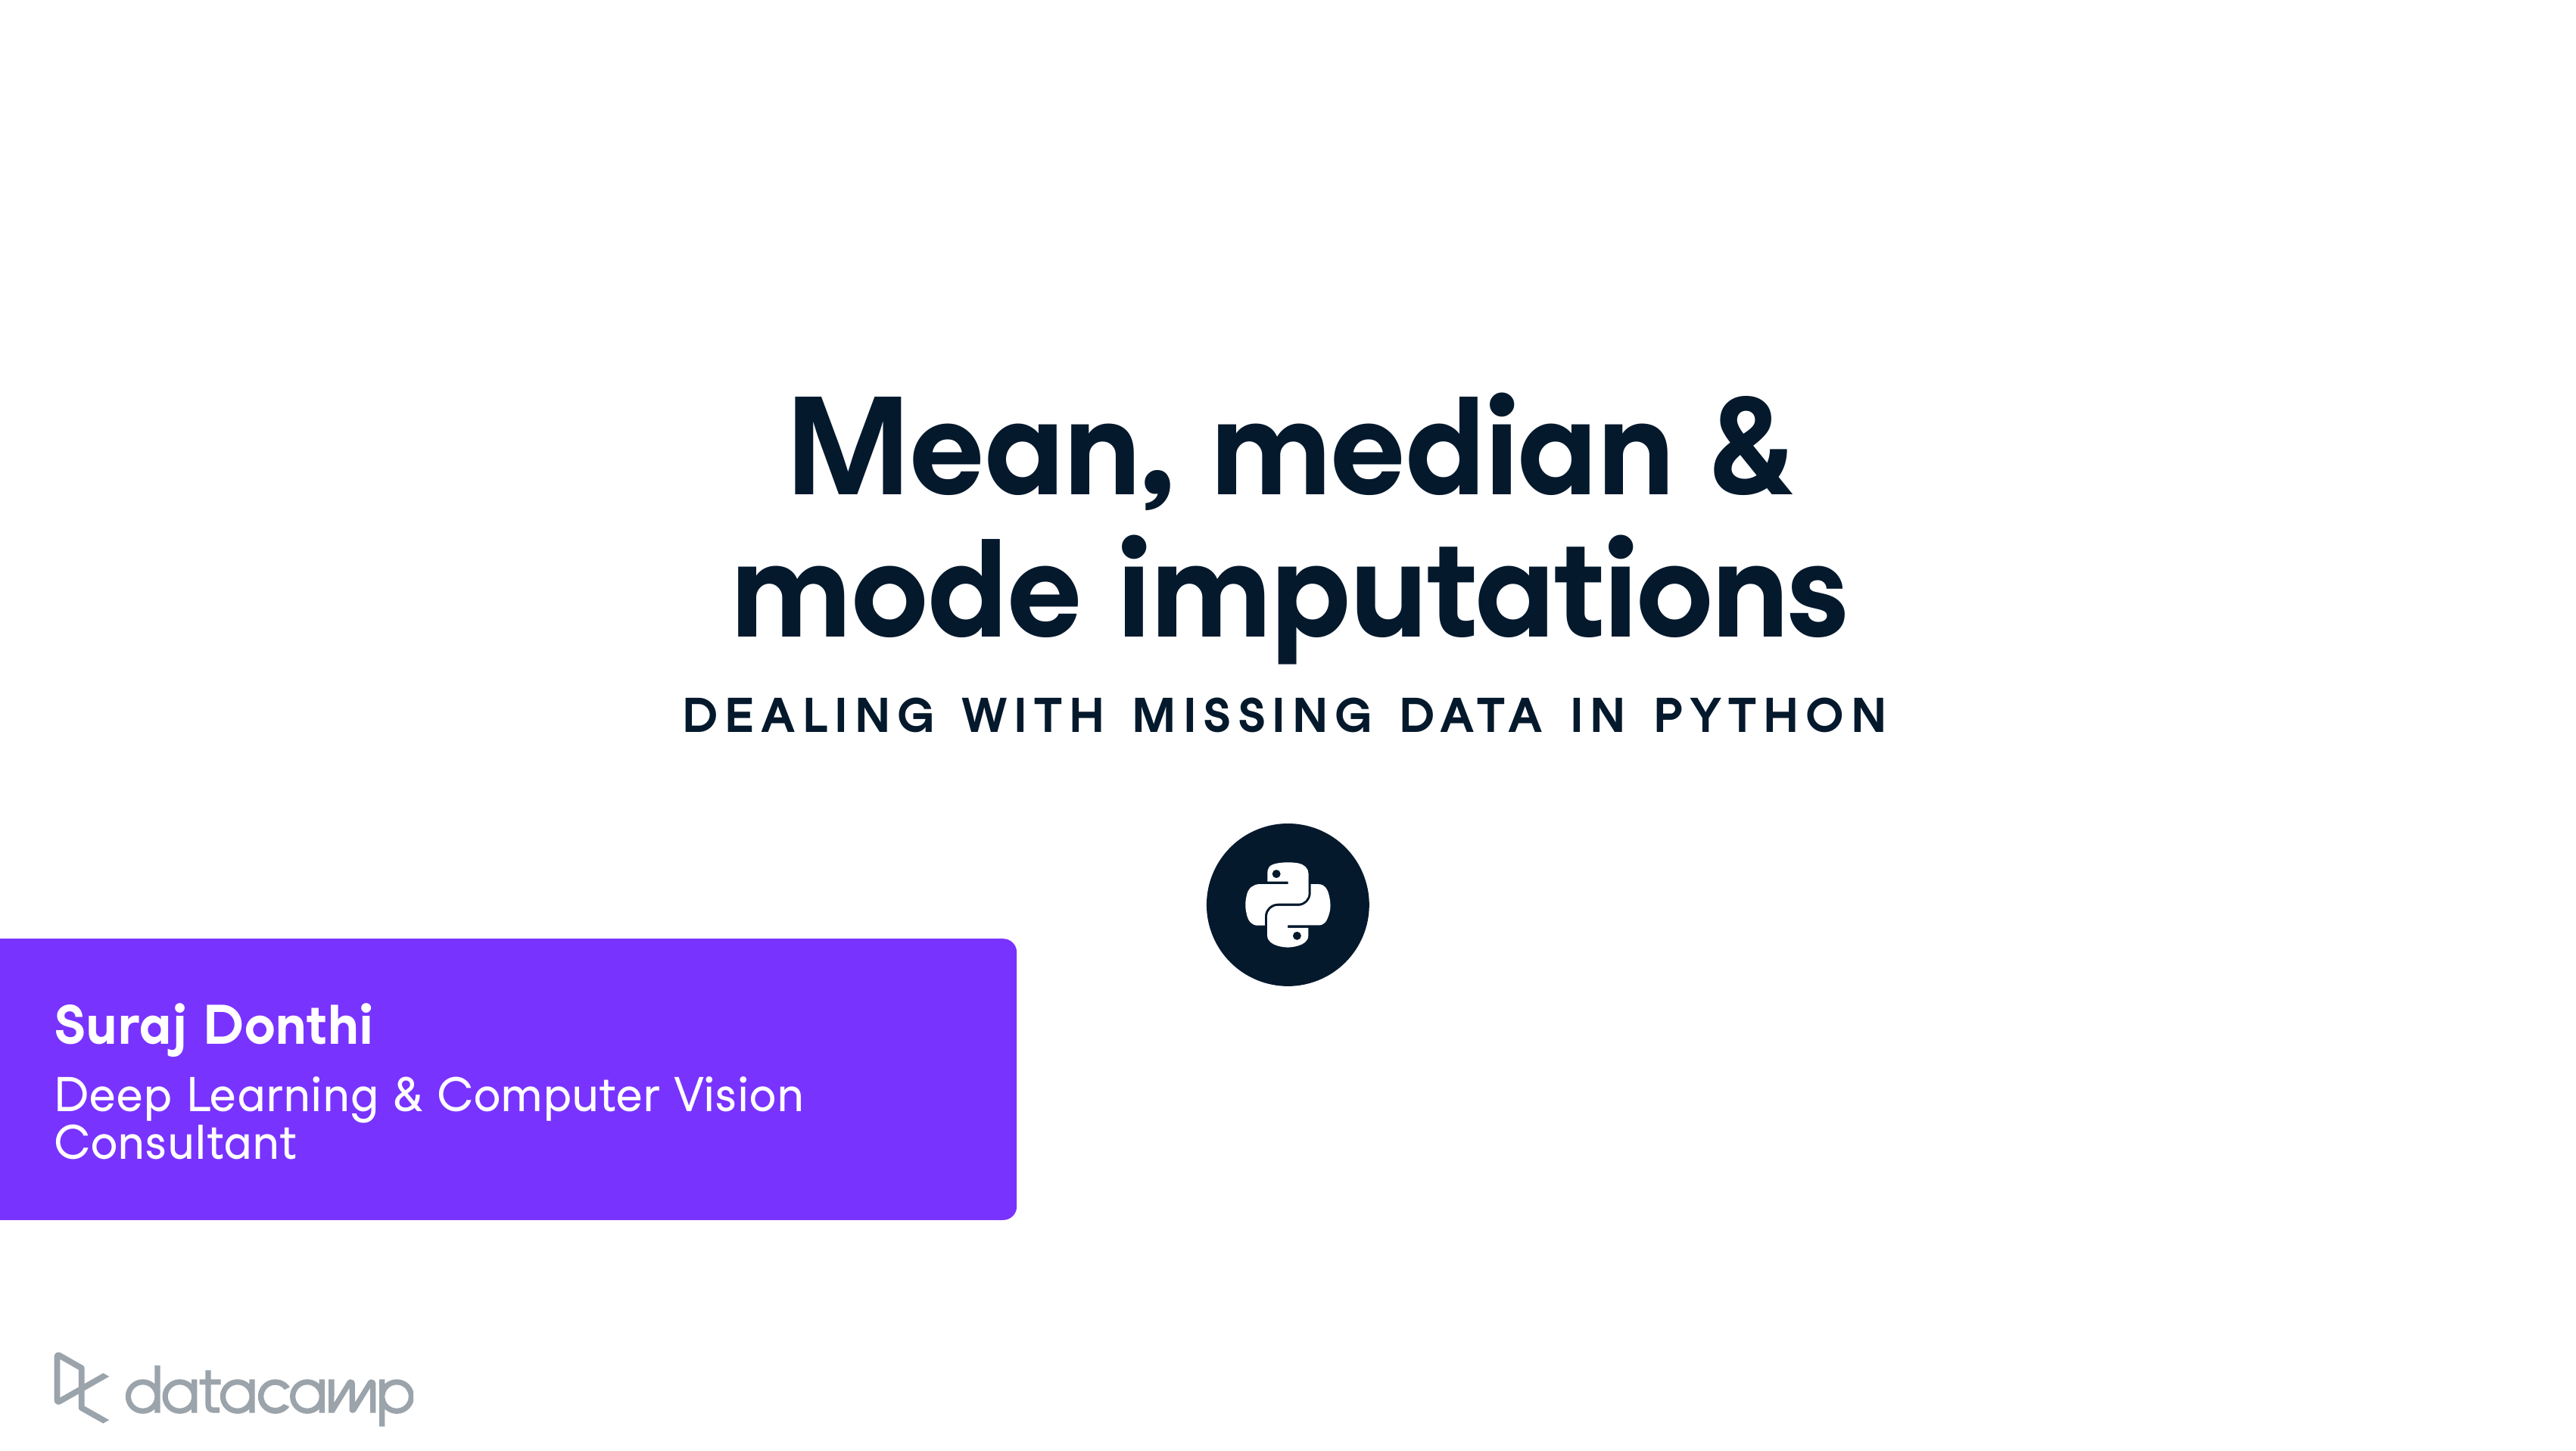 Mean, median &
mode imputations
DEALING WITH MISSING DATA IN PYTHON
Suraj Donthi
Deep Learning & Computer Vision
Consultant
datacamp